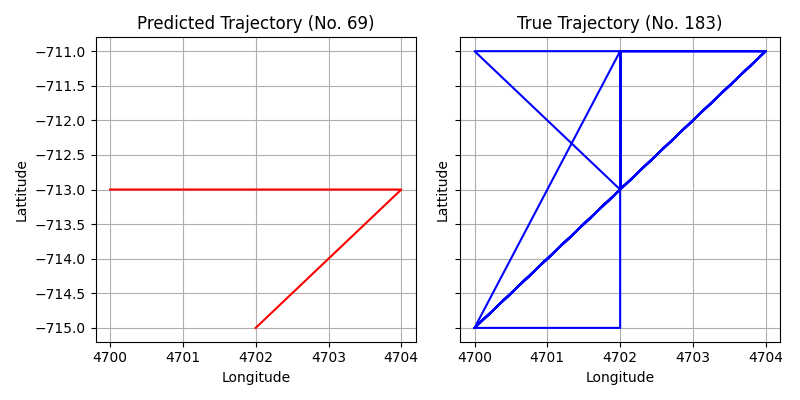 Predicted Trajectory (No. 69)
True Trajectory (No. 183)
−711.0
−711.5
−712.0
−712.5
−713.0
−713.5
−714.0
−714.5
−715.0
Lattitude
Lattitude
4700 4701 4702 4703 4704
4700 4701 4702 4703 4704
Longitude
Longitude